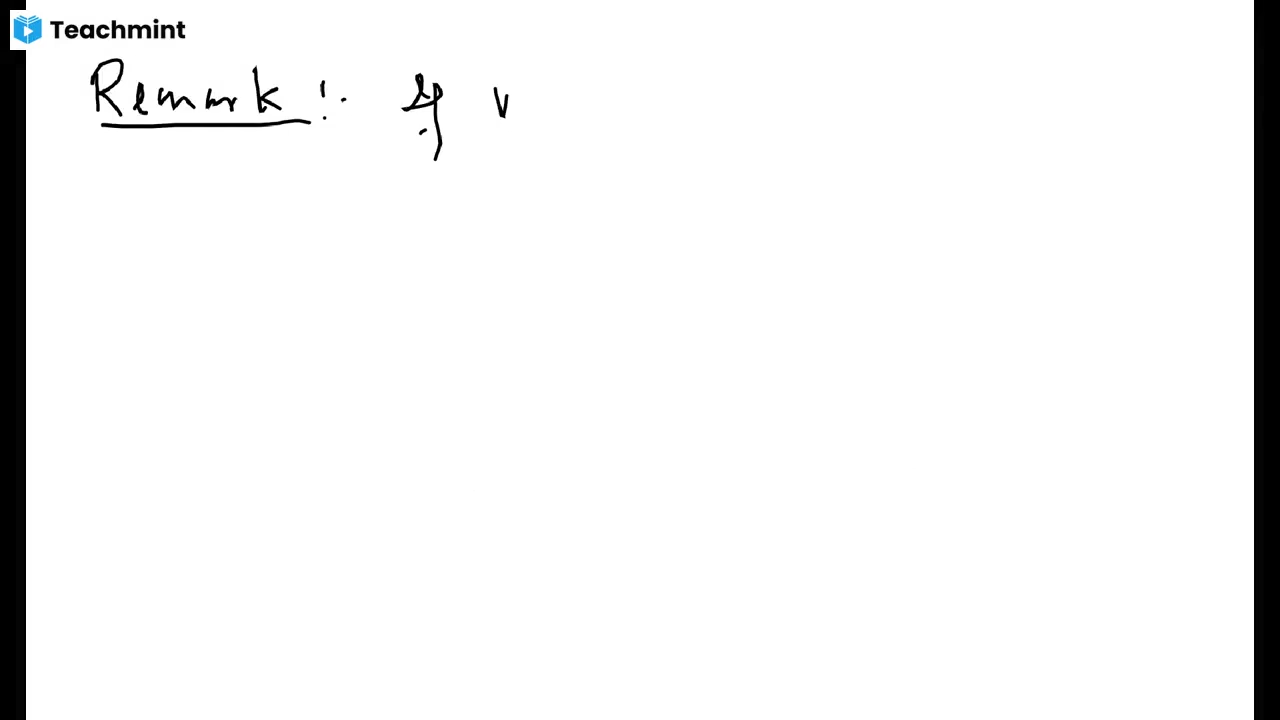 Teachmint
Remark :- If V